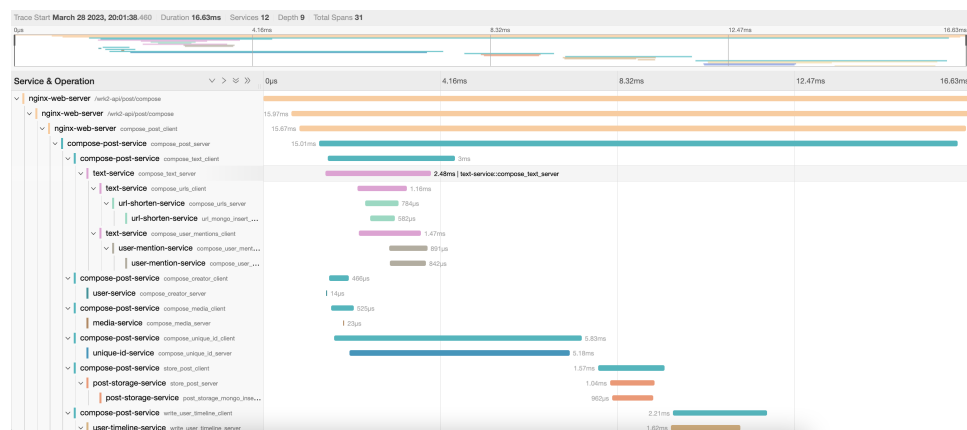 Trace Start March 28 2023, 20:01:38.460 Duration 16.63ms Services 12 Depth 9 Total Spans 31
0μs 4.16ms 8.32ms 12.47ms 16.63ms
Service & Operation 0μs 4.16ms 8.32ms 12.47ms 16.63ms
nginx-web-server /wrk2-api/post/compose
nginx-web-server /wrk2-api/post/compose 15.97ms
nginx-web-server compose_post_client 15.67ms
compose-post-service compose_post_server 15.01ms
compose-post-service compose_text_client 3ms
text-service compose_text_server 2.48ms | text-service::compose_text_server
text-service compose_urls_client 1.16ms
url-shorten-service compose_urls_server 784μs
url-shorten-service url_mongo_insert_... 582μs
text-service compose_user_mentions_client 1.47ms
user-mention-service compose_user_ment... 891μs
user-mention-service compose_user_... 842μs
compose-post-service compose_creator_client 486μs
user-service compose_creator_server 14μs
compose-post-service compose_media_client 525μs
media-service compose_media_server 23μs
compose-post-service compose_unique_id_client 5.83ms
unique-id-service compose_unique_id_server 5.18ms
compose-post-service store_post_client 1.57ms
post-storage-service store_post_server 1.04ms
post-storage-service post_storage_mongo_inse... 962μs
compose-post-service write_user_timeline_client 2.21ms
user-timeline-service write_user_timeline_server 1.62ms